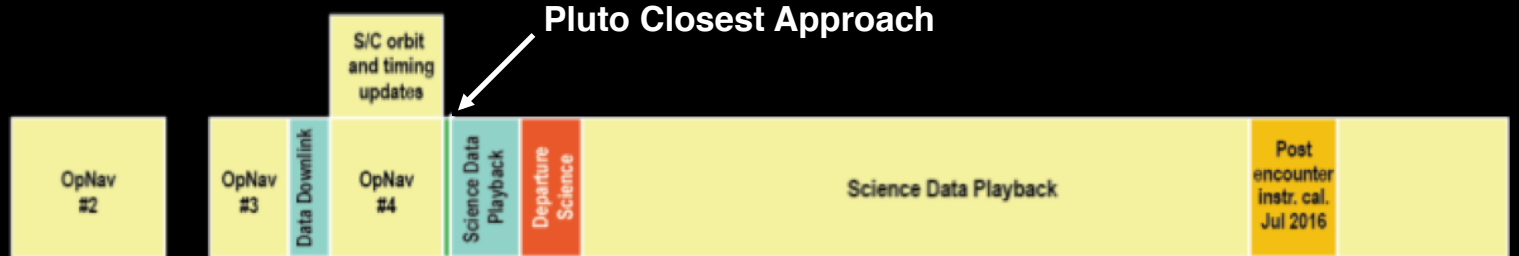 Pluto Closest Approach
S/C orbit
and timing
updates
OpNav
#2
OpNav
#3
Data Downlink
OpNav
#4
Science Data
Playback
Departure
Science
Science Data Playback
Post
encounter
instr. cal.
Jul 2016